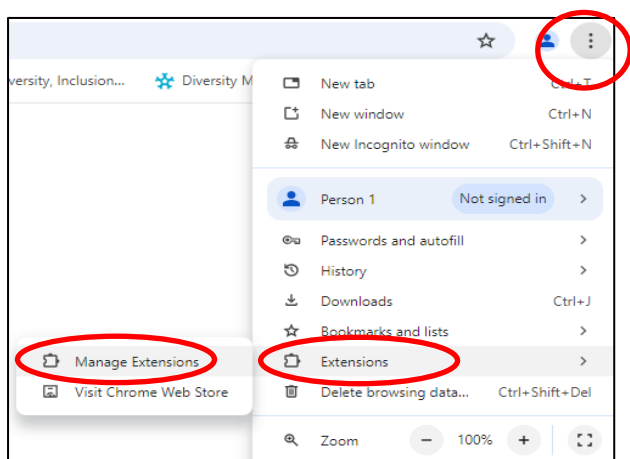 versity, Inclusion... Diversity M
New tab Ctrl+T
New window Ctrl+N
New Incognito window Ctrl+Shift+N
Person 1 Not signed in
Passwords and autofill
History
Downloads Ctrl+J
Bookmarks and lists
Manage Extensions
Extensions
Visit Chrome Web Store
Delete browsing data... Ctrl+Shift+Del
Zoom − 100% +